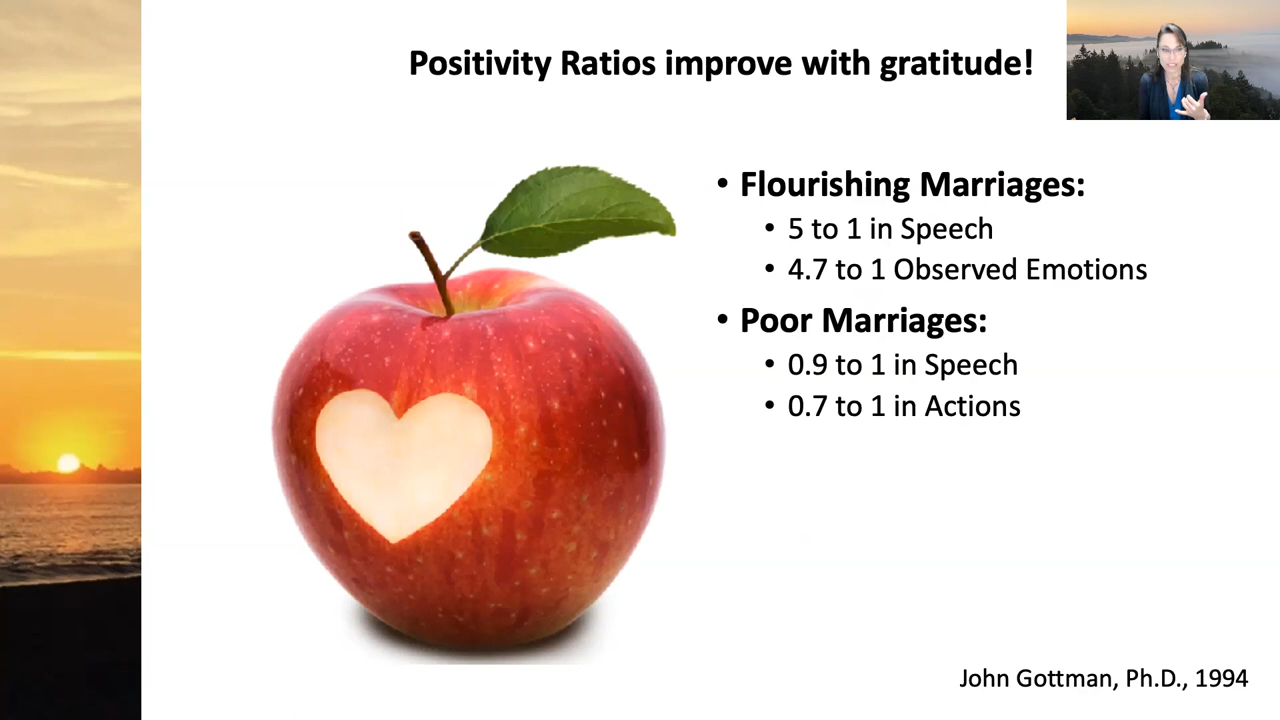 Positivity Ratios improve with gratitude!
• Flourishing Marriages:
• 5 to 1 in Speech
• 4.7 to 1 Observed Emotions
• Poor Marriages:
• 0.9 to 1 in Speech
• 0.7 to 1 in Actions
John Gottman, Ph.D., 1994